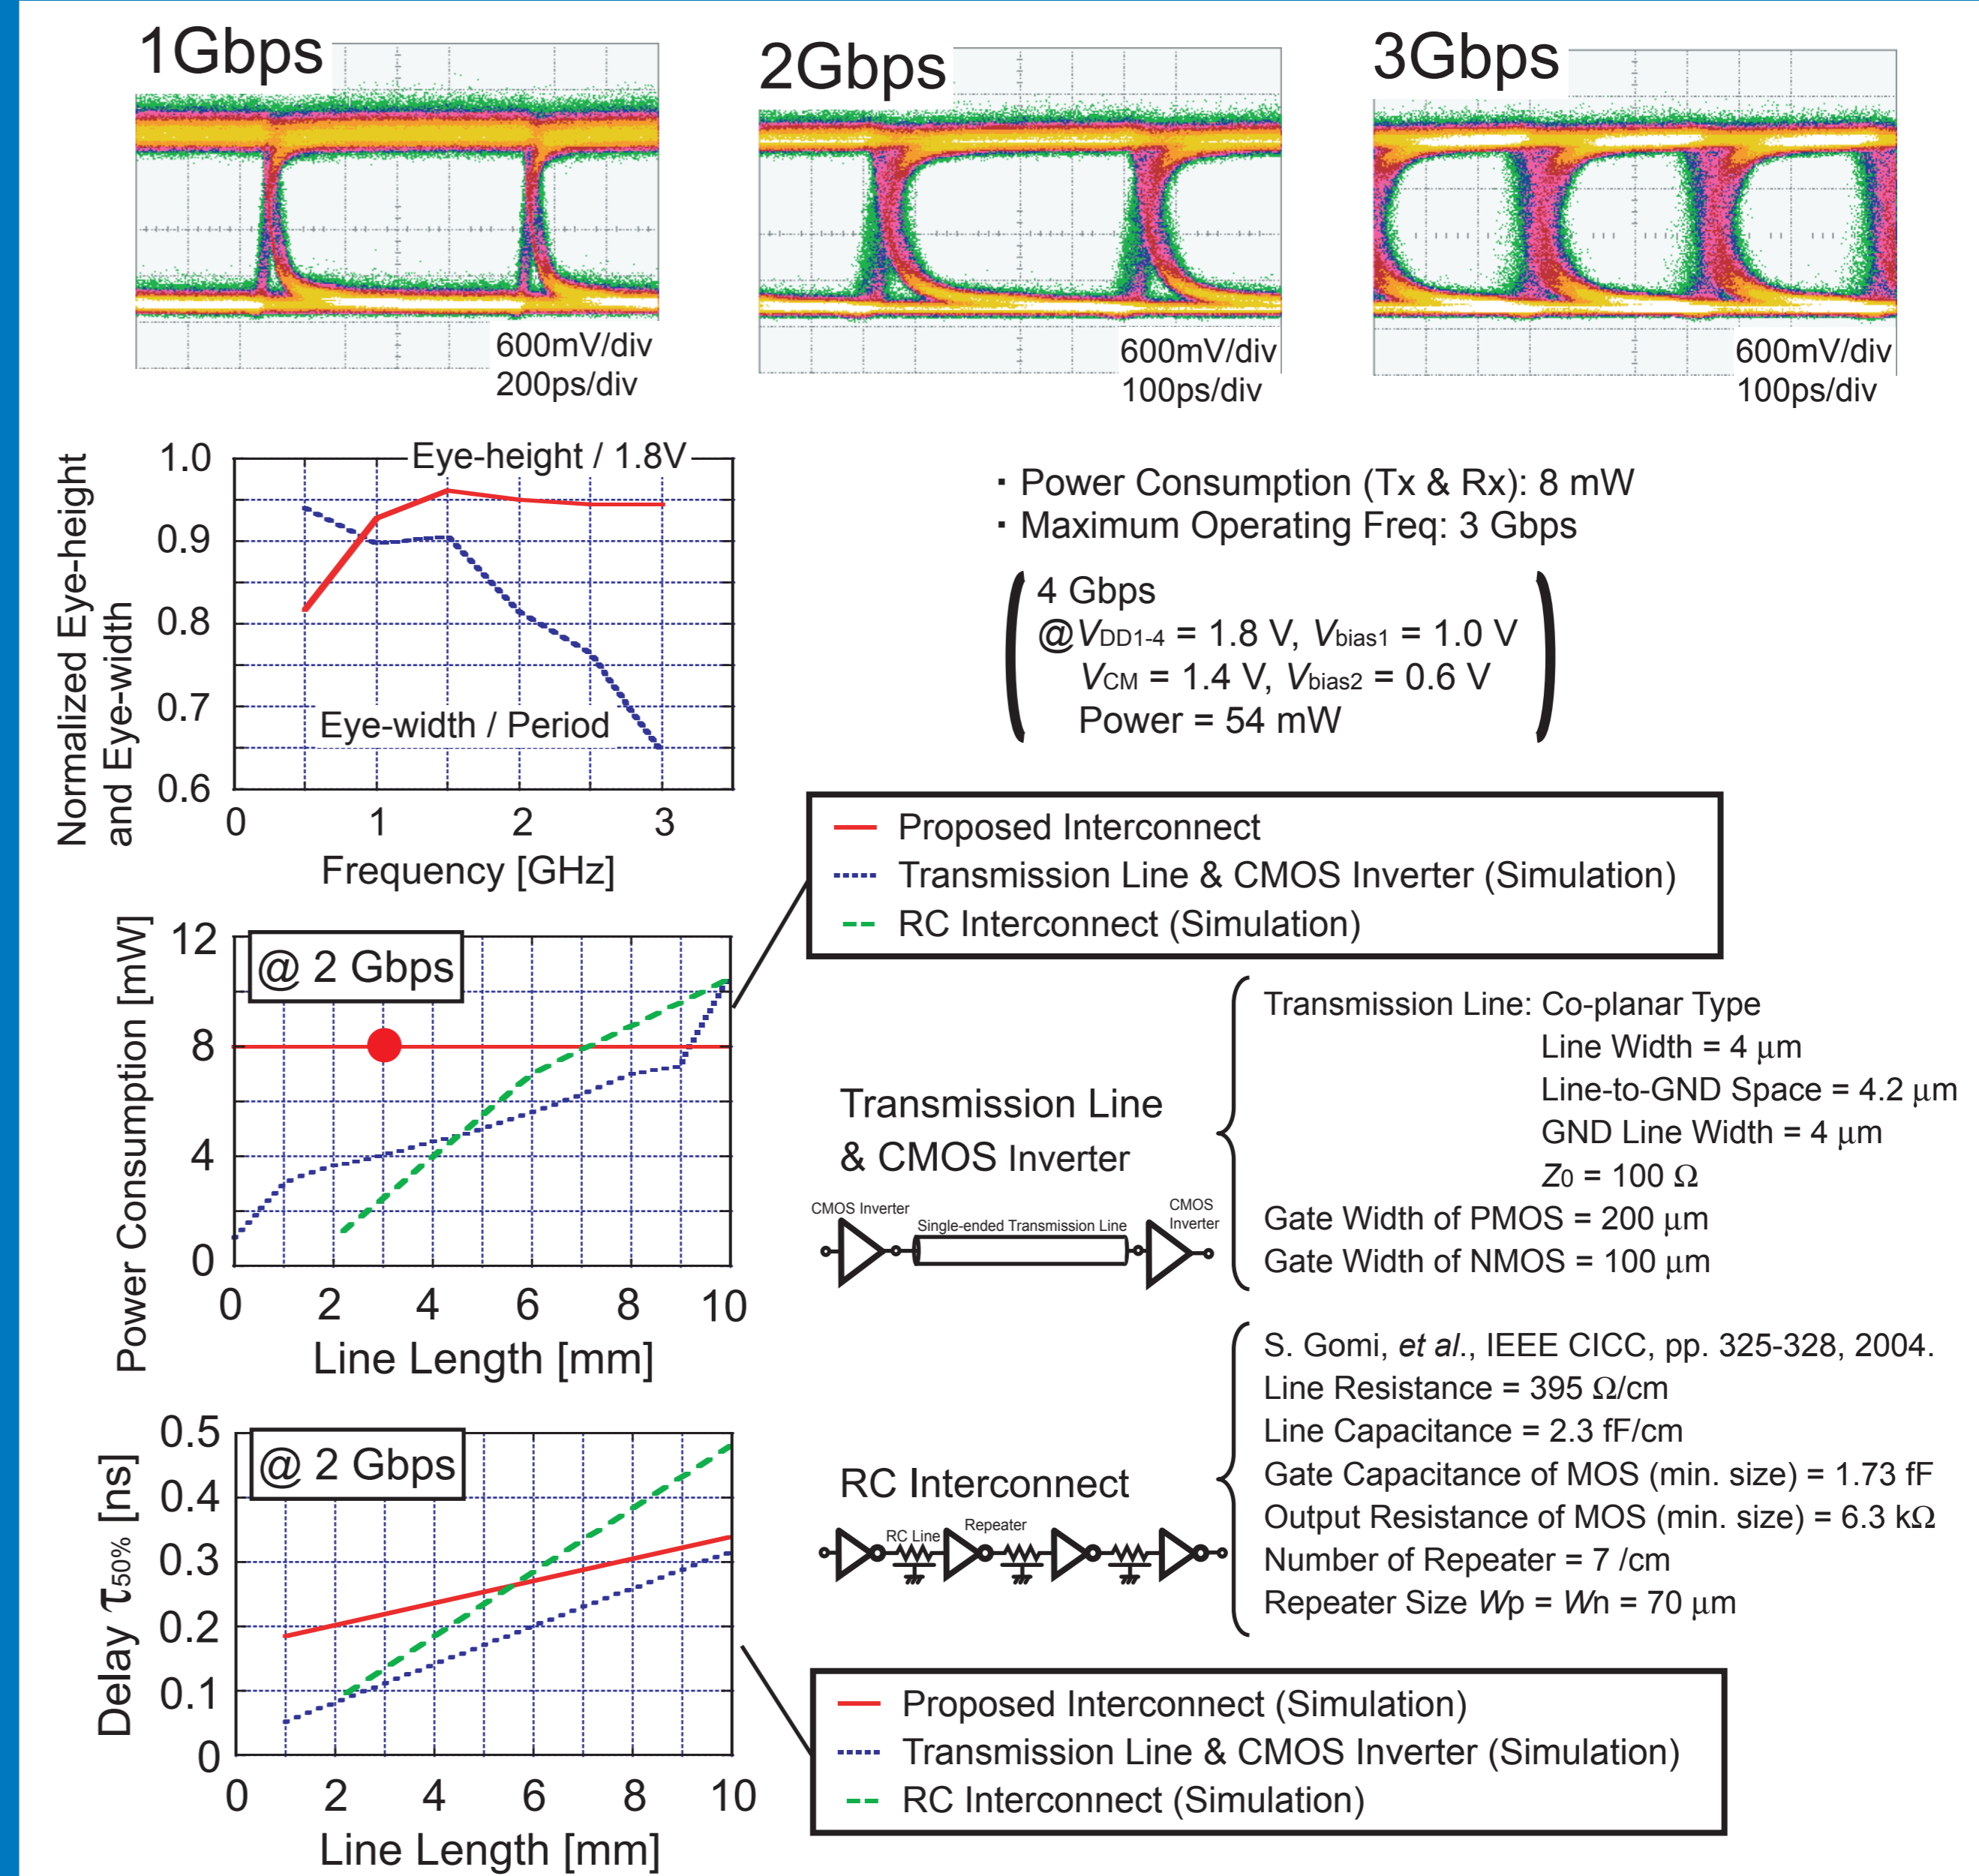 1Gbps
600mV/div
200ps/div
2Gbps
600mV/div
100ps/div
3Gbps
600mV/div
100ps/div
Normalized Eye-height
and Eye-width
1.0
0.9
0.8
0.7
0.6
Eye-height / 1.8V
Eye-width / Period
0 1 2 3
Frequency [GHz]
· Power Consumption (Tx & Rx): 8 mW
· Maximum Operating Freq: 3 Gbps
4 Gbps
@VDD1-4 = 1.8 V, Vbias1 = 1.0 V
VCM = 1.4 V, Vbias2 = 0.6 V
Power = 54 mW
Proposed Interconnect
Transmission Line & CMOS Inverter (Simulation)
RC Interconnect (Simulation)
Power Consumption [mW]
12
8
4
0
@ 2 Gbps
0 2 4 6 8 10
Line Length [mm]
Transmission Line
& CMOS Inverter
CMOS Inverter
Single-ended Transmission Line
CMOS
Inverter
Transmission Line: Co-planar Type
Line Width = 4 μm
Line-to-GND Space = 4.2 μm
GND Line Width = 4 μm
Z0 = 100 Ω
Gate Width of PMOS = 200 μm
Gate Width of NMOS = 100 μm
RC Interconnect
RC Line
Repeater
S. Gomi, et al., IEEE CICC, pp. 325-328, 2004.
Line Resistance = 395 Ω/cm
Line Capacitance = 2.3 fF/cm
Gate Capacitance of MOS (min. size) = 1.73 fF
Output Resistance of MOS (min. size) = 6.3 kΩ
Number of Repeater = 7 /cm
Repeater Size Wp = Wn = 70 μm
Delay τ50% [ns]
0.5
0.4
0.3
0.2
0.1
0
@ 2 Gbps
0 2 4 6 8 10
Line Length [mm]
Proposed Interconnect (Simulation)
Transmission Line & CMOS Inverter (Simulation)
RC Interconnect (Simulation)